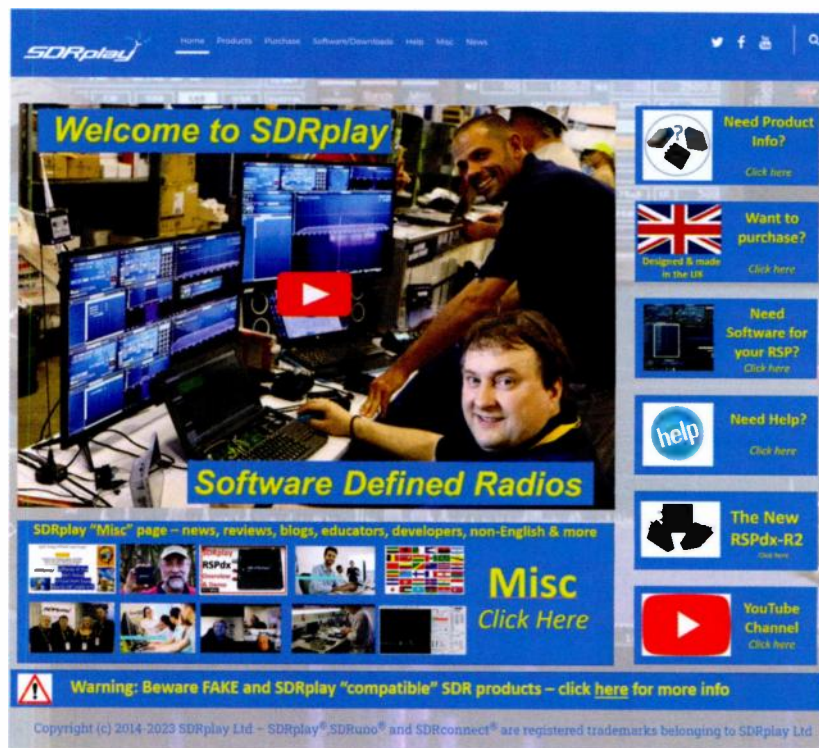 SDRplay
Home Products Purchase Software/Downloads Help Misc News
Welcome to SDRplay
Software Defined Radios
Need Product
Info?
Click here
Want to
purchase?
Designed & made
in the UK
Click here
Need
Software for
your RSP?
Click here
help
Need Help?
Click here
The New
RSPdx-R2
Click here
YouTube
Channel
Click here
SDRplay “Misc” page – news, reviews, blogs, educators, developers, non-English & more
SDRplay
RSPdx
Misc
Click Here
Warning: Beware FAKE and SDRplay “compatible” SDR products – click here for more info
Copyright (c) 2014-2023 SDRplay Ltd – SDRplay® SDRuno® and SDRconnect® are registered trademarks belonging to SDRplay Ltd